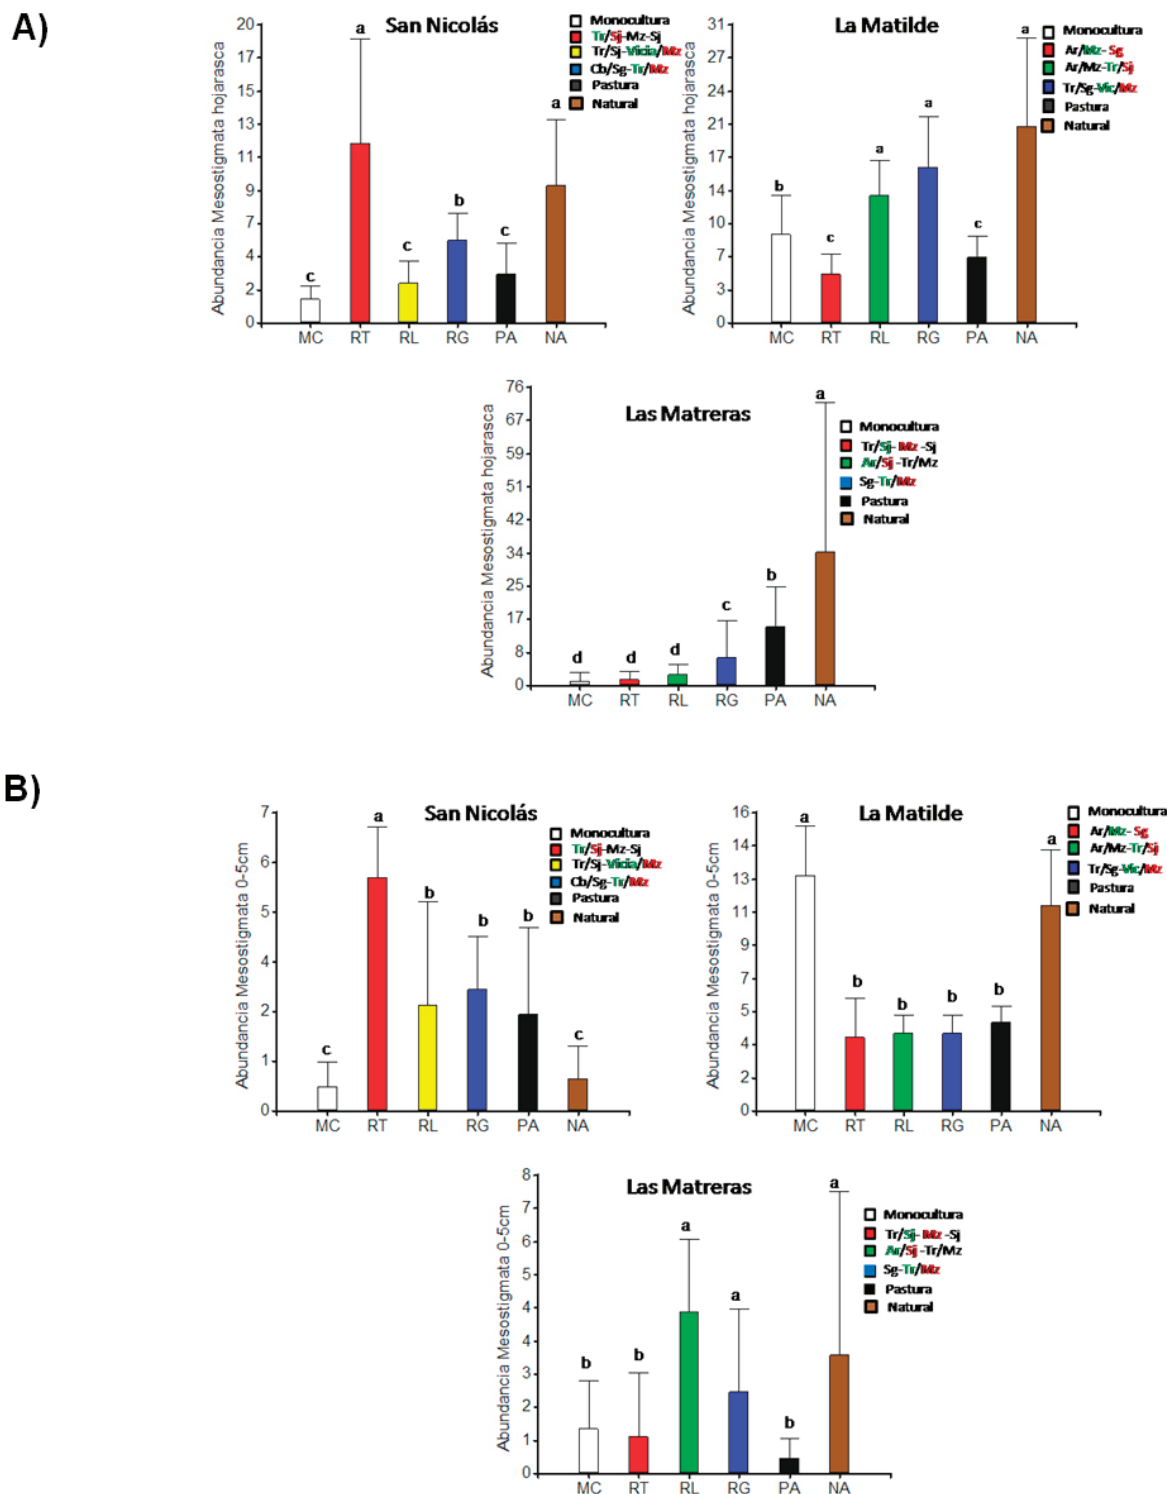 A)
San Nicolás
Abundancia Mesostigmata hojarasca
20
18
15
13
11
9
7
4
2
0
c
a
c
b
c
a
MC RT RL RG PA NA
Monocultura
Tr/Sj-Mz-Sj
Tr/Sj-Vicia/Mz
Cb/Sg-Tr/Mz
Pastura
Natural
La Matilde
Abundancia Mesostigmata hojarasca
31
27
24
21
17
14
10
7
3
0
b
c
a
a
c
a
MC RT RL RG PA NA
Monocultura
Ar/Mz- Sg
Ar/Mz-Tr/Sj
Tr/Sg-Vic/Mz
Pastura
Natural
Las Matreras
Abundancia Mesostigmata hojarasca
76
67
59
51
42
34
25
17
8
0
d
d
d
c
b
a
MC RT RL RG PA NA
Monocultura
Tr/Sj- Mz -Sj
Ar/Sj -Tr/Mz
Sg-Tr/Mz
Pastura
Natural
B)
San Nicolás
Abundancia Mesostigmata 0-5cm
7
6
5
4
2
1
0
c
a
b
b
b
c
MC RT RL RG PA NA
Monocultura
Tr/Sj-Mz-Sj
Tr/Sj-Vicia/Mz
Cb/Sg-Tr/Mz
Pastura
Natural
La Matilde
Abundancia Mesostigmata 0-5cm
16
14
13
11
9
7
5
4
2
0
a
b
b
b
b
a
MC RT RL RG PA NA
Monocultura
Ar/Mz- Sg
Ar/Mz-Tr/Sj
Tr/Sg-Vic/Mz
Pastura
Natural
Las Matreras
Abundancia Mesostigmata 0-5cm
8
7
6
5
4
4
3
2
1
0
b
b
a
a
b
a
MC RT RL RG PA NA
Monocultura
Tr/Sj- Mz -Sj
Ar/Sj -Tr/Mz
Sg-Tr/Mz
Pastura
Natural